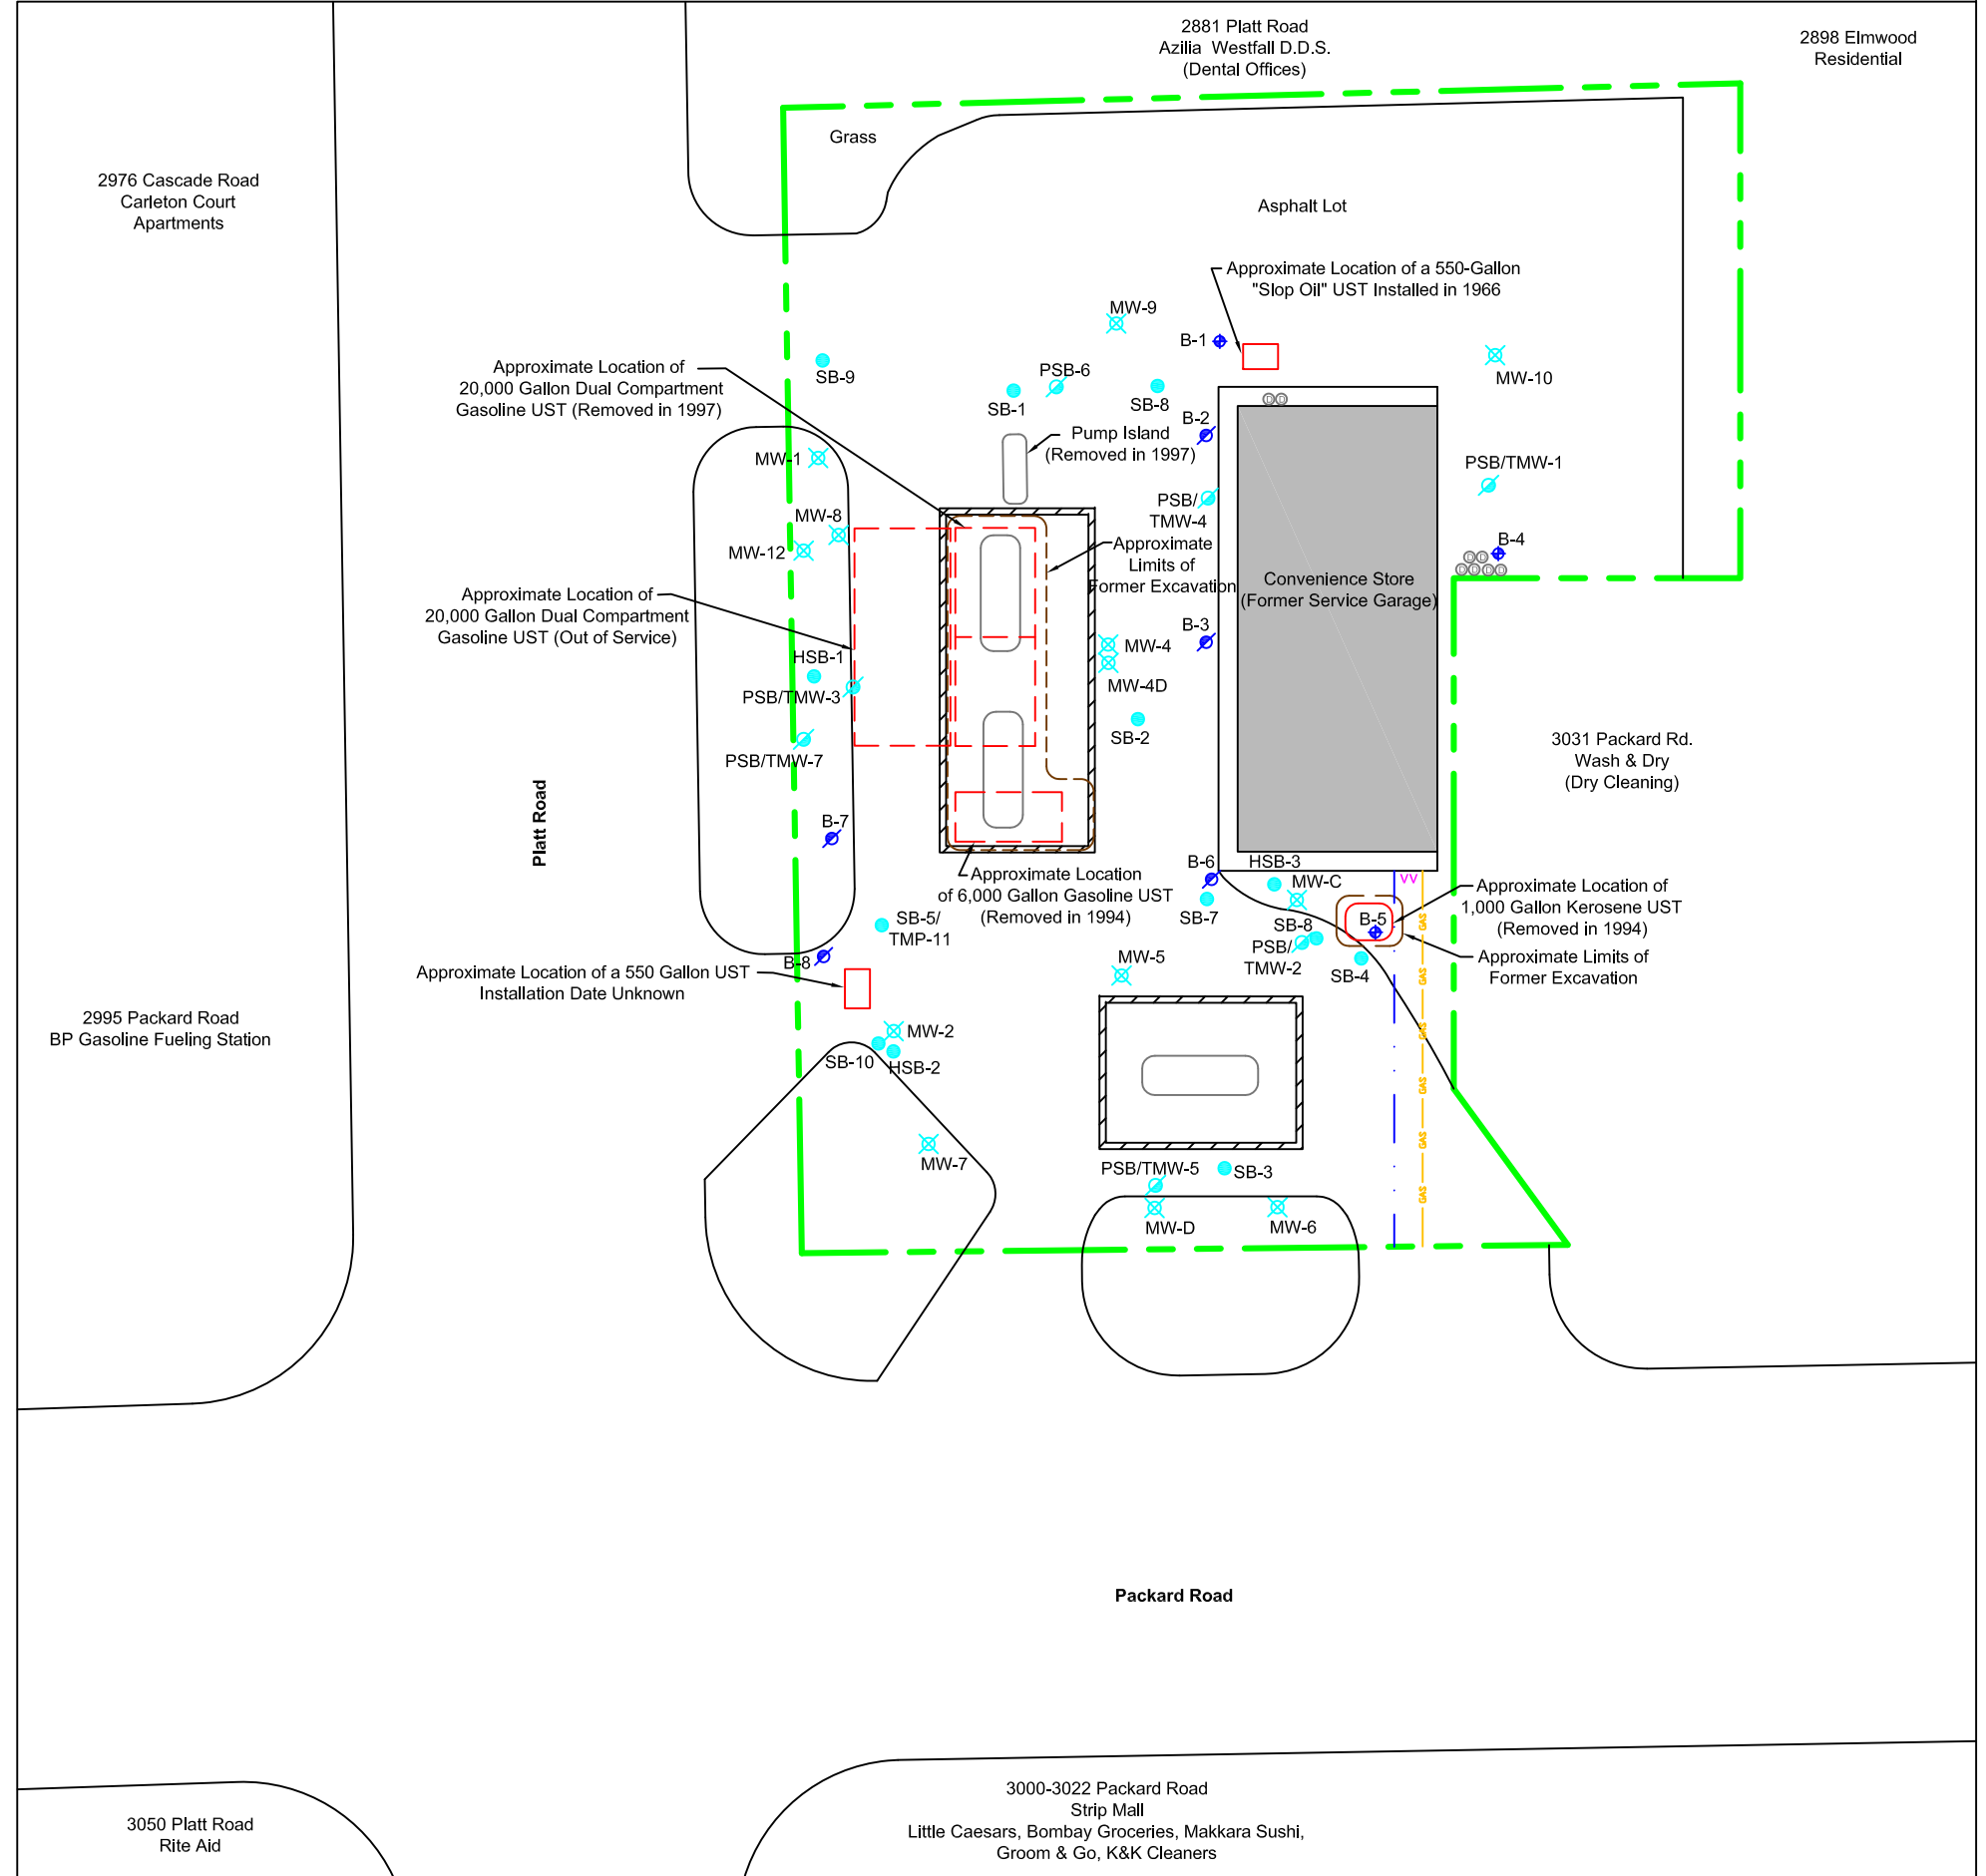 2881 Platt Road
Azilia Westfall D.D.S.
(Dental Offices)
2898 Elmwood
Residential
Grass
2976 Cascade Road
Carleton Court
Apartments
Asphalt Lot
Approximate Location of a 550-Gallon
"Slop Oil" UST Installed in 1966
MW-9
B-1
MW-10
Approximate Location of
20,000 Gallon Dual Compartment
Gasoline UST (Removed in 1997)
SB-9
PSB-6
SB-1
SB-8
D D
B-2
Pump Island
(Removed in 1997)
MW-1
PSB/TMW-1
PSB/
TMW-4
MW-8
MW-12
Approximate
Limits of
Former Excavation
B-4
D D
D D D D
Convenience Store
(Former Service Garage)
Approximate Location of
20,000 Gallon Dual Compartment
Gasoline UST (Out of Service)
B-3
MW-4
HSB-1
MW-4D
PSB/TMW-3
SB-2
PSB/TMW-7
3031 Packard Rd.
Wash & Dry
(Dry Cleaning)
Platt Road
B-7
B-6
HSB-3
Approximate Location
of 6,000 Gallon Gasoline UST
(Removed in 1994)
MW-C
VV
Approximate Location of
1,000 Gallon Kerosene UST
(Removed in 1994)
SB-5/
TMP-11
SB-7
SB-8
B-5
GAS
PSB/
TMW-2
Approximate Limits of
Former Excavation
B-8
MW-5
SB-4
GAS
Approximate Location of a 550 Gallon UST
Installation Date Unknown
2995 Packard Road
BP Gasoline Fueling Station
MW-2
GAS
SB-10
HSB-2
GAS
GAS
MW-7
PSB/TMW-5
SB-3
GAS
MW-D
MW-6
Packard Road
3050 Platt Road
Rite Aid
3000-3022 Packard Road
Strip Mall
Little Caesars, Bombay Groceries, Makkara Sushi,
Groom & Go, K&K Cleaners